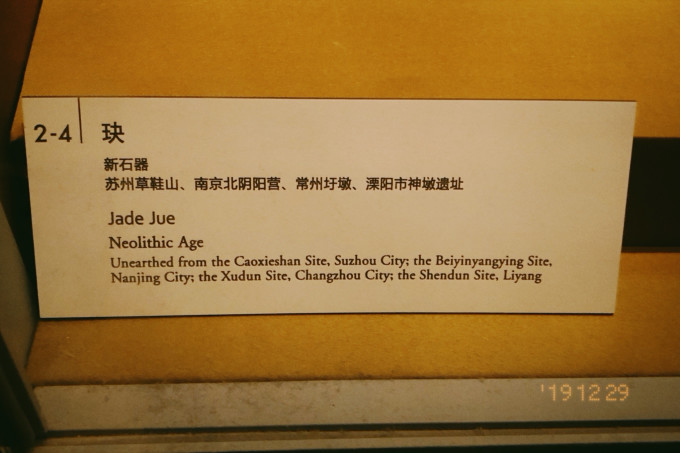 2-4 玦
新石器
苏州草鞋山、南京北阴阳营、常州圩墩、溧阳市神墩遗址
Jade Jue
Neolithic Age
Unearthed from the Caoxieshan Site, Suzhou City; the Beiyinyangying Site,
Nanjing City; the Xudun Site, Changzhou City; the Shendun Site, Liyang
'19 12 29